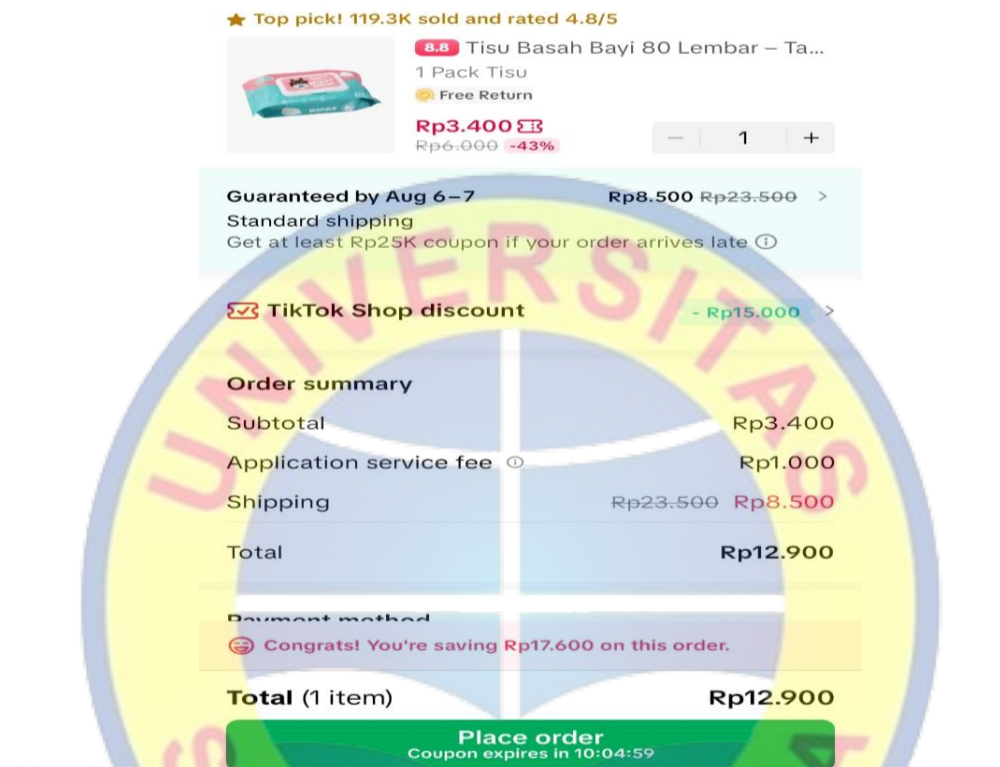 Top pick! 119.3K sold and rated 4.8/5
8.8 Tisu Basah Bayi 80 Lembar – Ta...
1 Pack Tisu
Free Return
Rp3.400
Rp6.000 -43%
− 1 +
Guaranteed by Aug 6–7 Rp8.500 Rp23.500 >
Standard shipping
Get at least Rp25K coupon if your order arrives late
TikTok Shop discount - Rp15.000 >
Order summary
Subtotal Rp3.400
Application service fee Rp1.000
Shipping Rp23.500 Rp8.500
Total Rp12.900
Payment method
Congrats! You're saving Rp17.600 on this order.
Total (1 item) Rp12.900
Place order
Coupon expires in 10:04:59
UNIVERSITAS